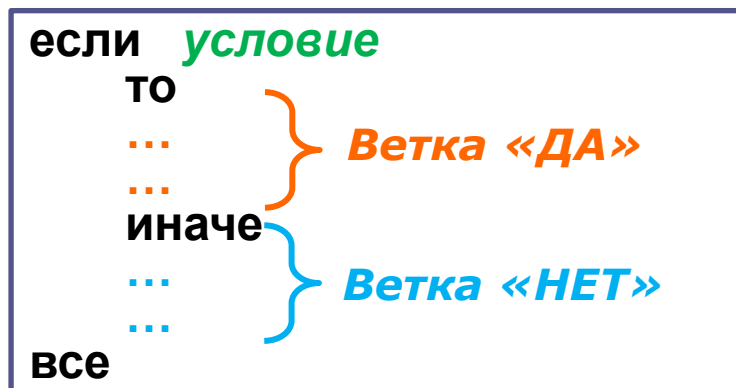 если условие
то
…
… Ветка «ДА»
иначе
…
… Ветка «НЕТ»
все